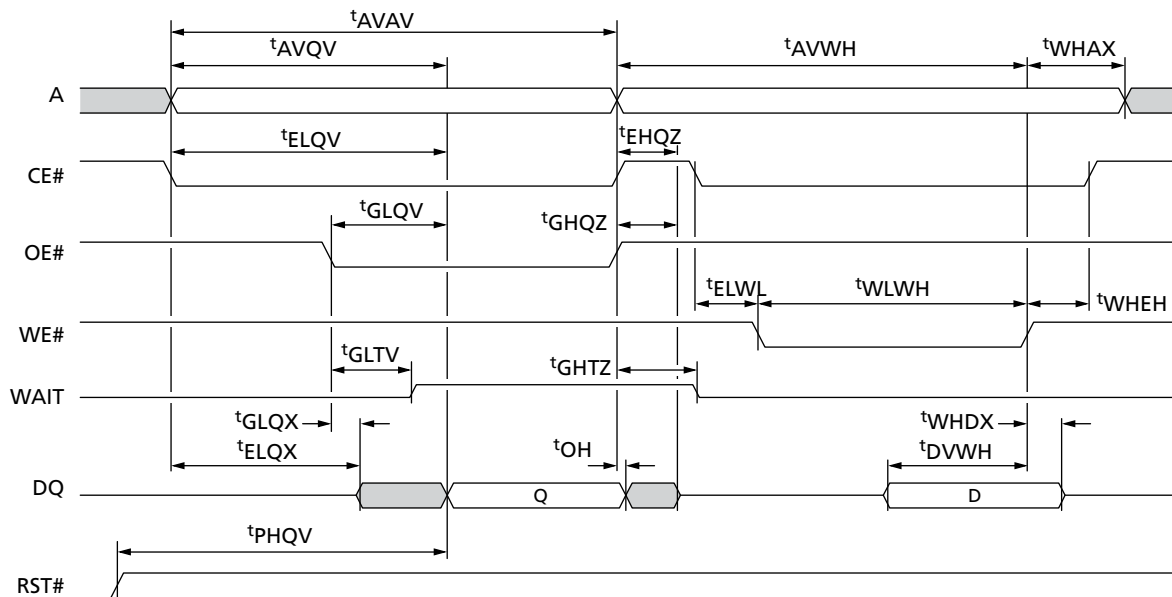 tAVAV
tAVQV
tAVWH
tWHAX
A
tELQV
tEHQZ
CE#
tGLQV
tGHQZ
OE#
tELWL
tWLWH
tWHEH
WE#
tGLTV
tGHTZ
WAIT
tGLQX
tWHDX
tELQX
tOH
tDVWH
DQ
Q
D
tPHQV
RST#